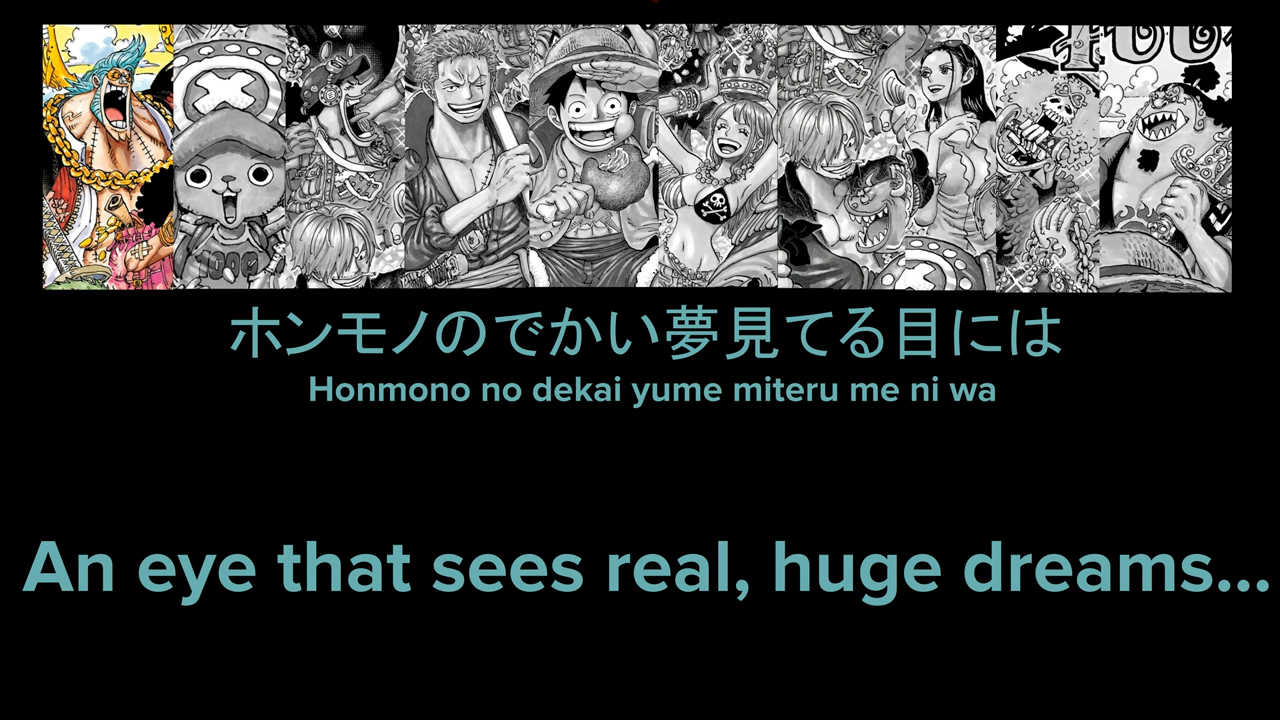 ホンモノのでかい夢見てる目には
Honmono no dekai yume miteru me ni wa
An eye that sees real, huge dreams...